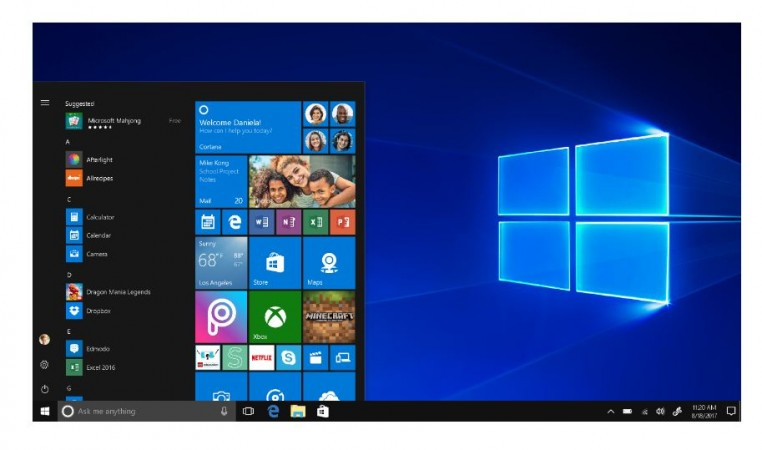 Suggested
Microsoft Mahjong
Free
A
Afterlight
Allrecipes
C
Calculator
Calendar
Camera
D
Dragon Mania Legends
Dropbox
E
Edmodo
Excel 2016
G
Welcome Daniela!
How can I help you today?
Cortana
Mike Kong
School Project
Notes
Mail 20
Sunny
68°F 88°
67°
Los Angeles
Store
Maps
Xbox
MINECRAFT
NETFLIX
Ask me anything
11:20 AM
8/18/2017